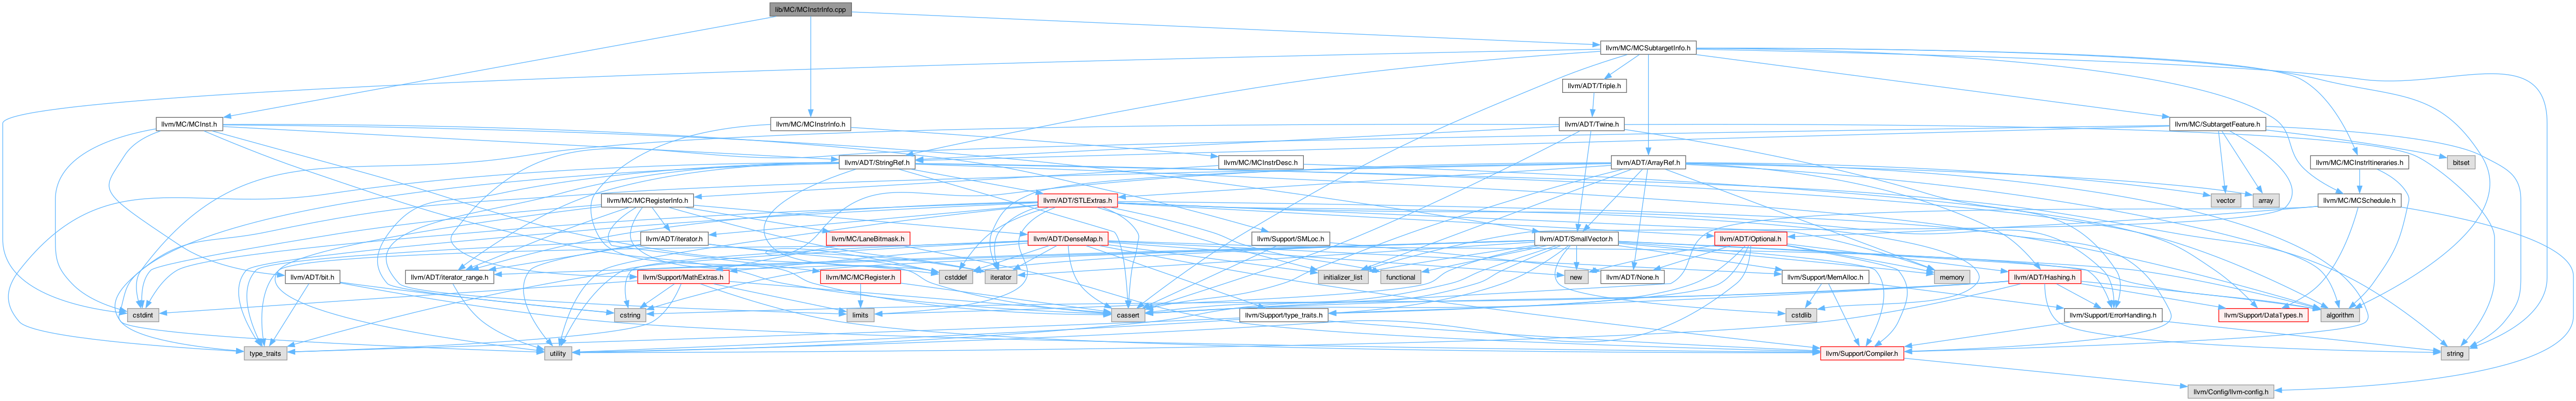 lib/MC/MCInstrInfo.cpp
llvm/MC/MCSubtargetInfo.h
llvm/ADT/Triple.h
llvm/MC/MCInst.h
llvm/MC/MCInstrInfo.h
llvm/ADT/Twine.h
llvm/MC/SubtargetFeature.h
llvm/ADT/StringRef.h
llvm/MC/MCInstrDesc.h
llvm/ADT/ArrayRef.h
bitset
llvm/MC/MCInstrItineraries.h
llvm/MC/MCRegisterInfo.h
llvm/ADT/STLExtras.h
vector
array
llvm/MC/MCSchedule.h
llvm/ADT/iterator.h
llvm/MC/LaneBitmask.h
llvm/ADT/DenseMap.h
llvm/Support/SMLoc.h
llvm/ADT/SmallVector.h
llvm/ADT/Optional.h
llvm/ADT/bit.h
llvm/ADT/iterator_range.h
llvm/Support/MathExtras.h
llvm/MC/MCRegister.h
cstddef
iterator
initializer_list
functional
new
llvm/ADT/None.h
llvm/Support/MemAlloc.h
memory
llvm/ADT/Hashing.h
cstdint
cstring
limits
cassert
llvm/Support/type_traits.h
cstdlib
llvm/Support/ErrorHandling.h
llvm/Support/DataTypes.h
algorithm
type_traits
utility
llvm/Support/Compiler.h
string
llvm/Config/llvm-config.h